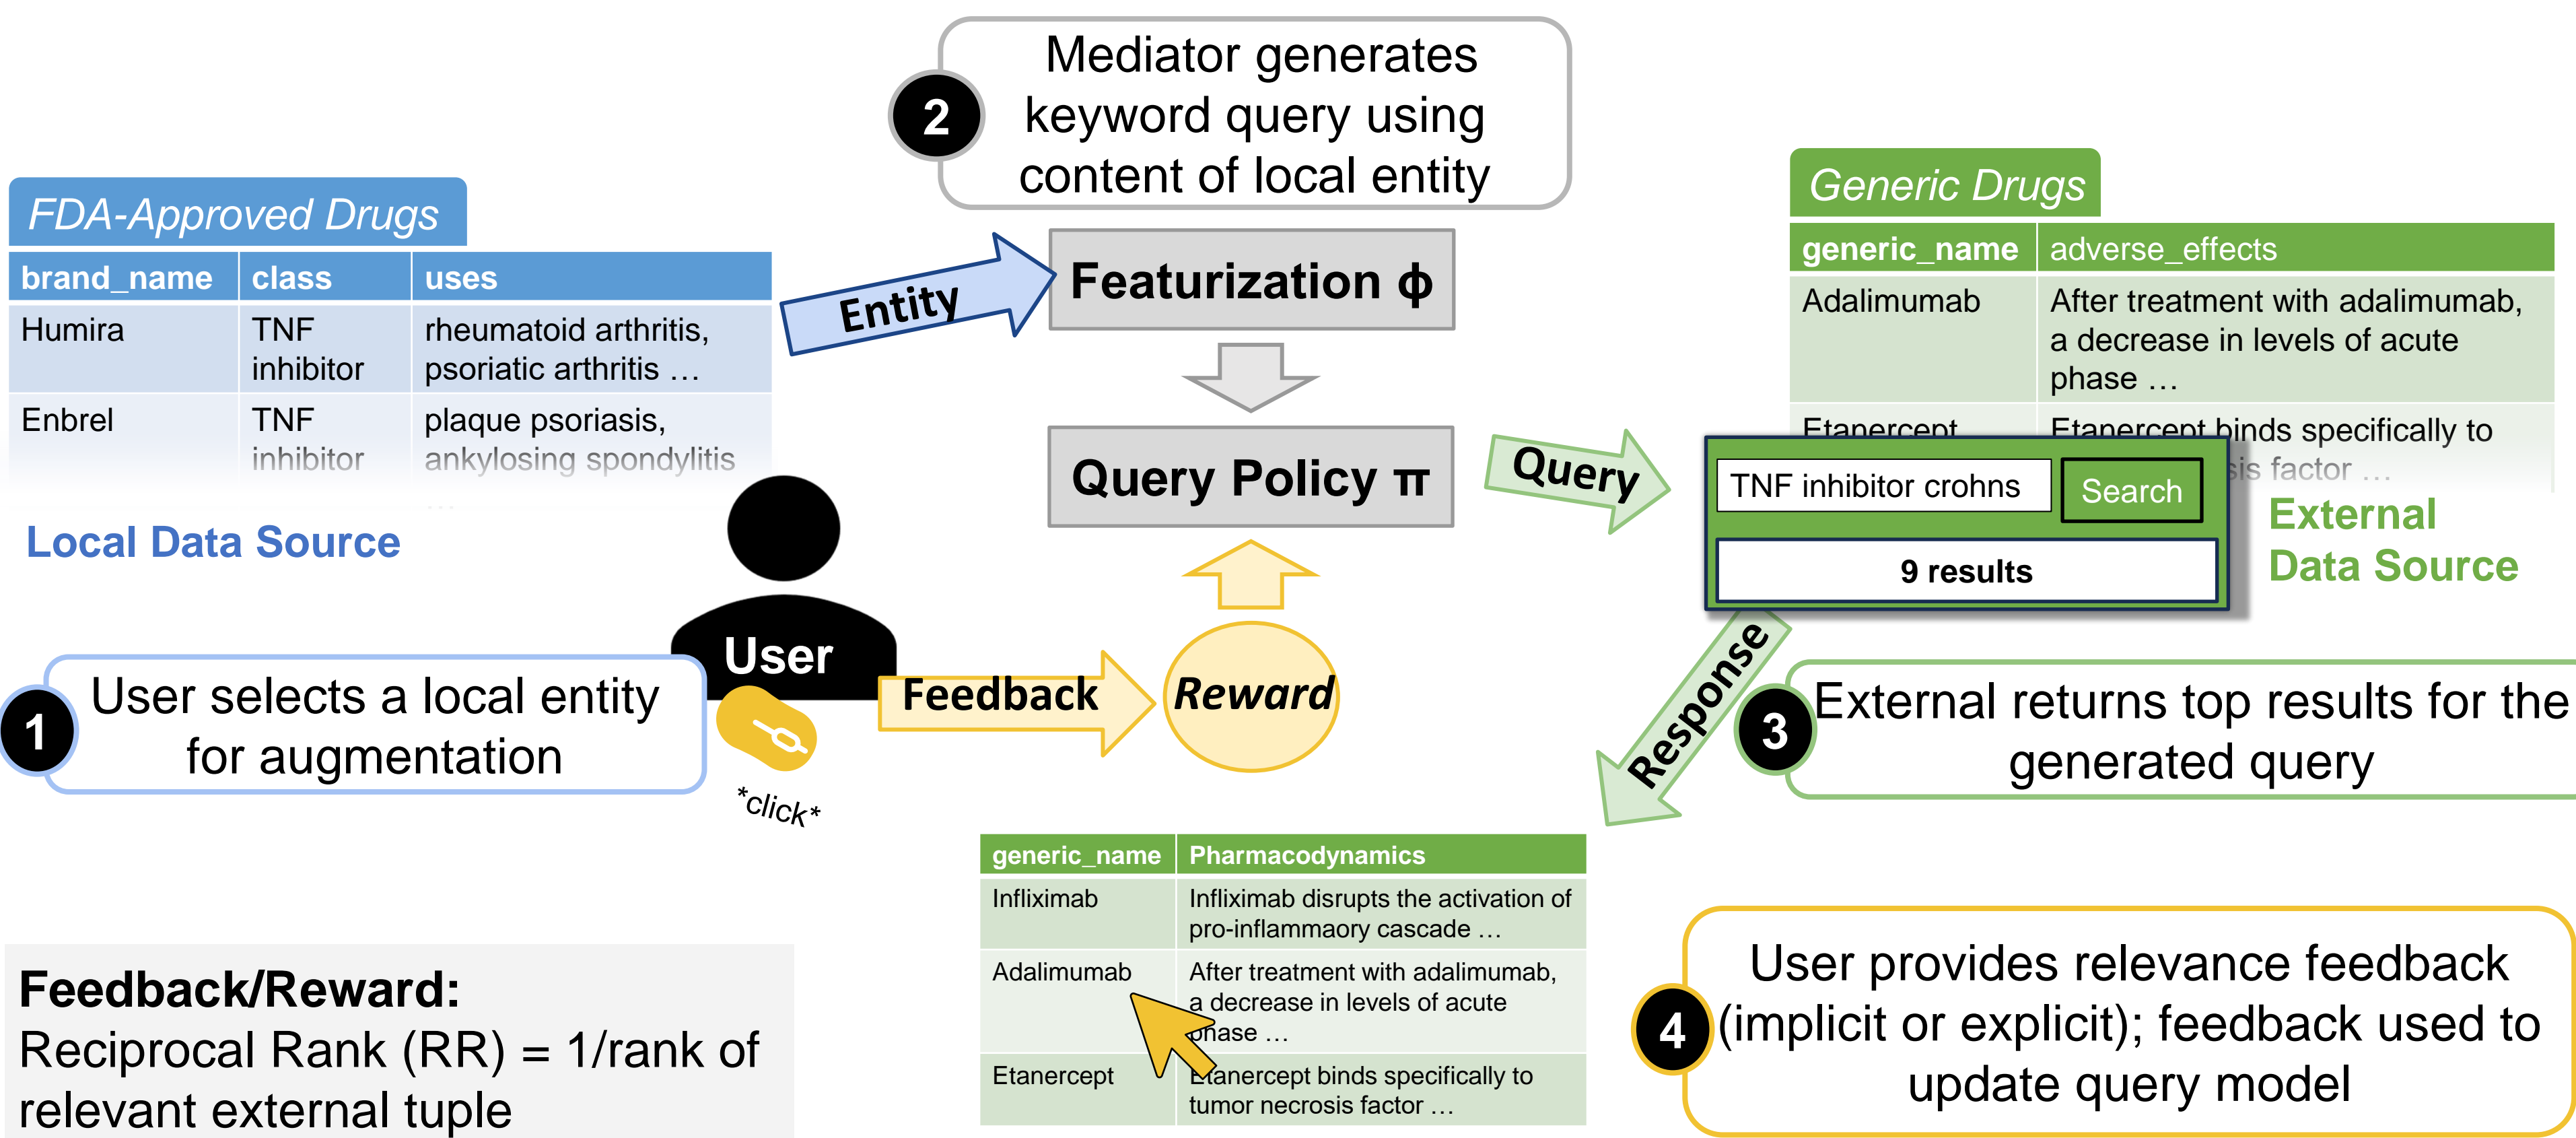 2
Mediator generates
keyword query using
content of local entity
FDA-Approved Drugs
brand_name class uses
Humira TNF rheumatoid arthritis,
inhibitor psoriatic arthritis …
Enbrel TNF plaque psoriasis,
inhibitor ankylosing spondylitis
…
Local Data Source
Entity
Featurization ϕ
Query Policy π
Query
Generic Drugs
generic_name adverse_effects
Adalimumab After treatment with adalimumab,
a decrease in levels of acute
phase …
Etanercept Etanercept binds specifically to
sis factor …
TNF inhibitor crohns Search
9 results
External
Data Source
User
1
User selects a local entity
for augmentation
*click*
Feedback
Reward
Response
3
External returns top results for the
generated query
generic_name Pharmacodynamics
Infliximab Infliximab disrupts the activation of
pro-inflammaory cascade …
Adalimumab After treatment with adalimumab,
a decrease in levels of acute
phase …
Etanercept Etanercept binds specifically to
tumor necrosis factor …
4
User provides relevance feedback
(implicit or explicit); feedback used to
update query model
Feedback/Reward:
Reciprocal Rank (RR) = 1/rank of
relevant external tuple